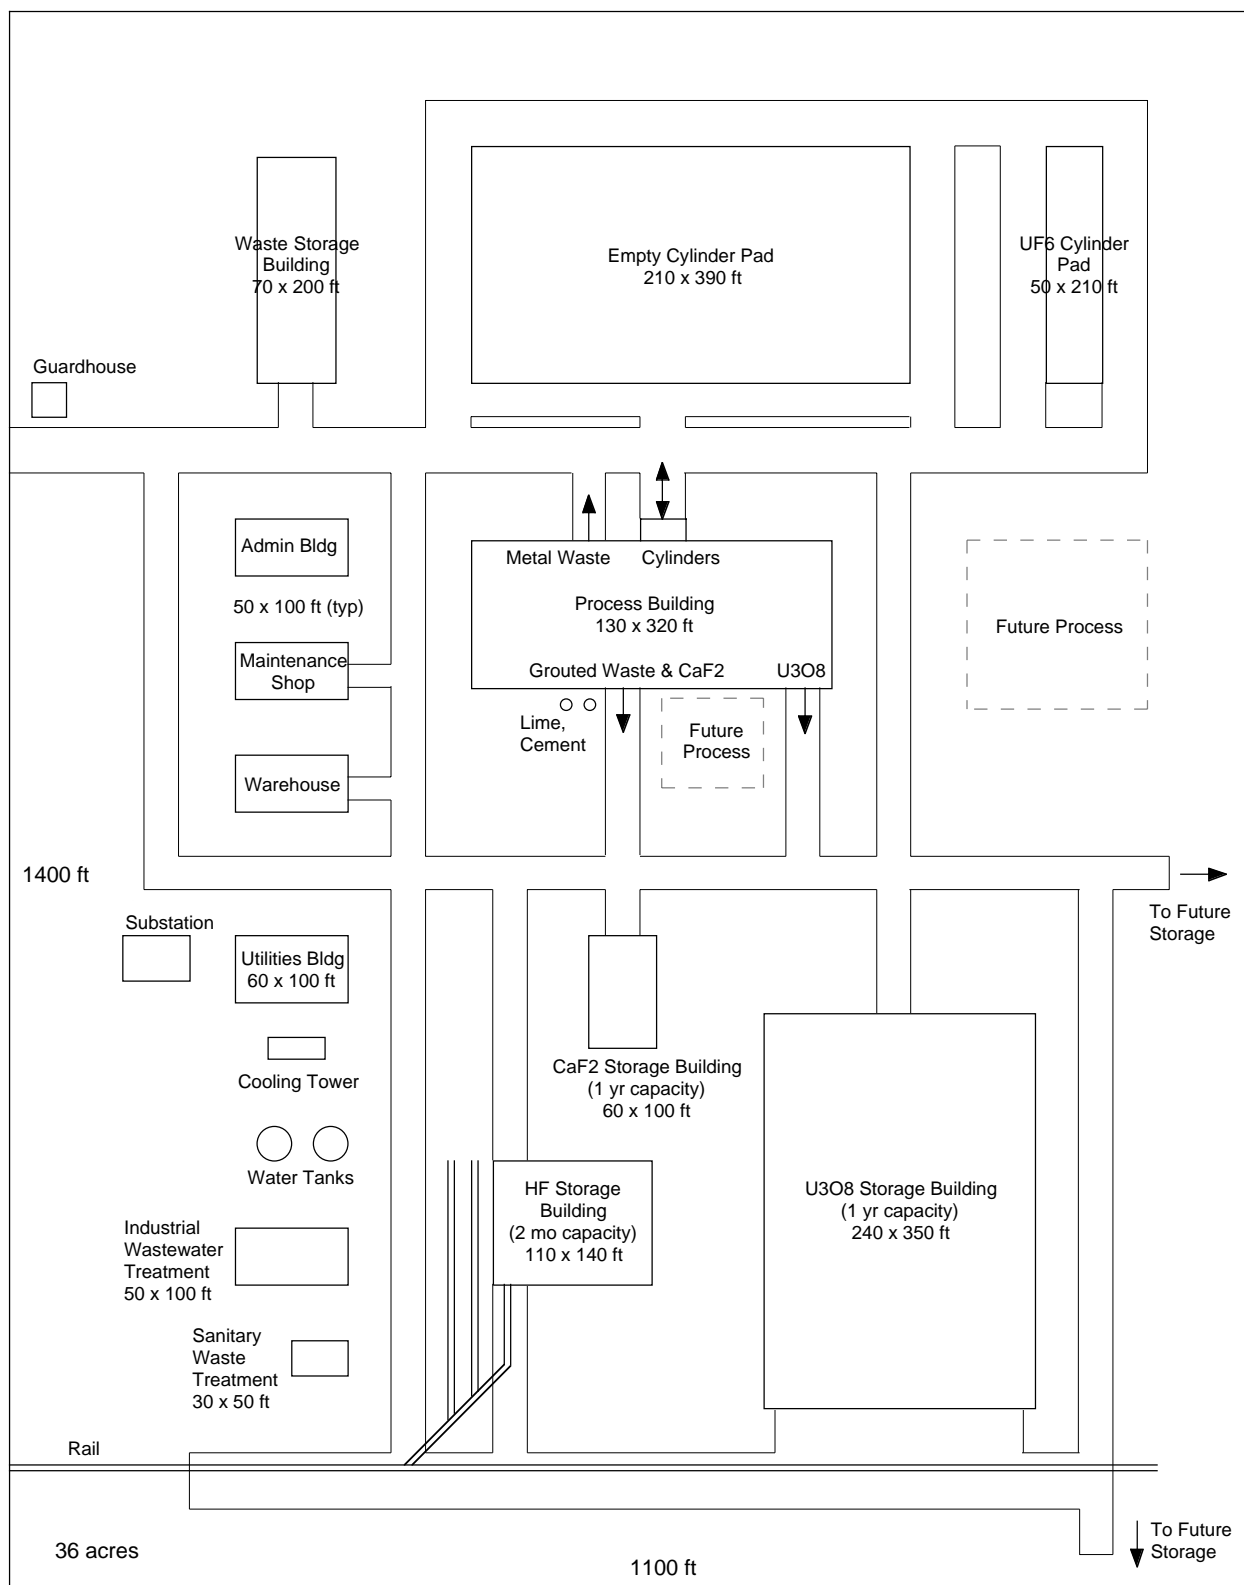 Waste Storage
Building
70 x 200 ft
Empty Cylinder Pad
210 x 390 ft
UF6 Cylinder
Pad
50 x 210 ft
Guardhouse
Admin Bldg
50 x 100 ft (typ)
Maintenance
Shop
Warehouse
Metal Waste
Cylinders
Process Building
130 x 320 ft
Grouted Waste & CaF2
U3O8
Lime,
Cement
Future
Process
Future Process
1400 ft
To Future
Storage
Substation
Utilities Bldg
60 x 100 ft
Cooling Tower
Water Tanks
CaF2 Storage Building
(1 yr capacity)
60 x 100 ft
HF Storage
Building
(2 mo capacity)
110 x 140 ft
U3O8 Storage Building
(1 yr capacity)
240 x 350 ft
Industrial
Wastewater
Treatment
50 x 100 ft
Sanitary
Waste
Treatment
30 x 50 ft
Rail
36 acres
1100 ft
To Future
Storage